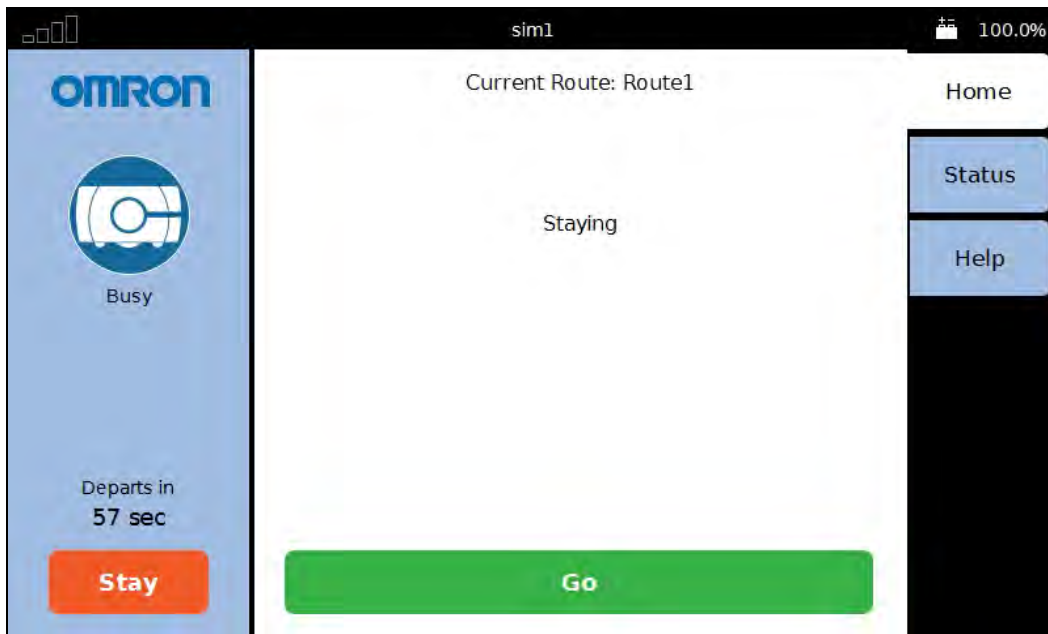 sim1
100.0%
OMRON
Busy
Departs in
57 sec
Stay
Current Route: Route1
Staying
Go
Home
Status
Help